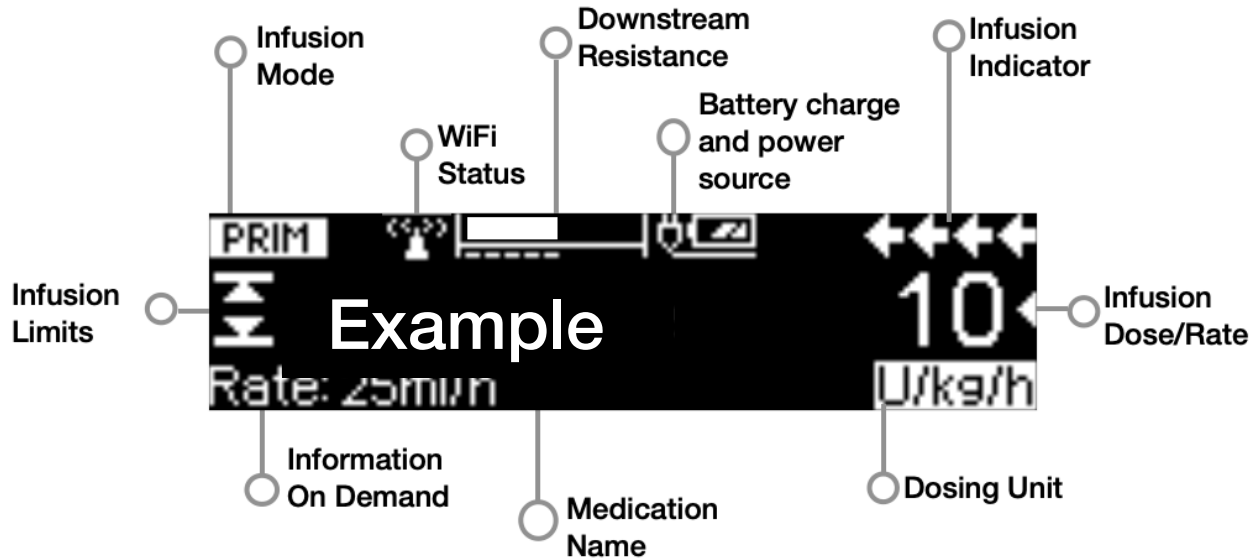 Infusion
Mode
WiFi
Status
Downstream
Resistance
Battery charge
and power
source
Infusion
Indicator
PRIM
Infusion
Limits
Example
10
Infusion
Dose/Rate
Rate: 25ml/h
U/kg/h
Information
On Demand
Medication
Name
Dosing Unit